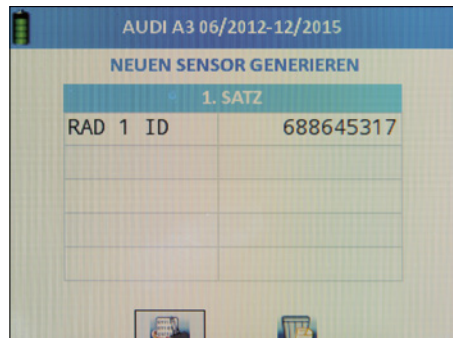 AUDI A3 06/2012-12/2015
NEUEN SENSOR GENERIEREN
1. SATZ
RAD 1 ID 688645317